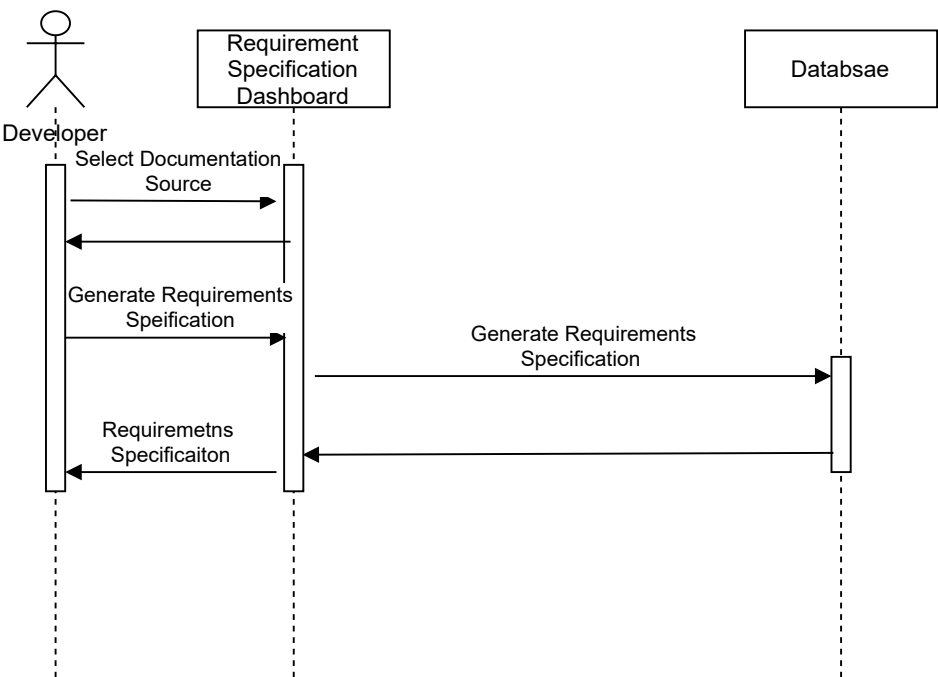 Requirement
Specification
Dashboard
Databsae
Developer
Select Documentation
Source
Generate Requirements
Speification
Generate Requirements
Specification
Requiremetns
Specificaiton